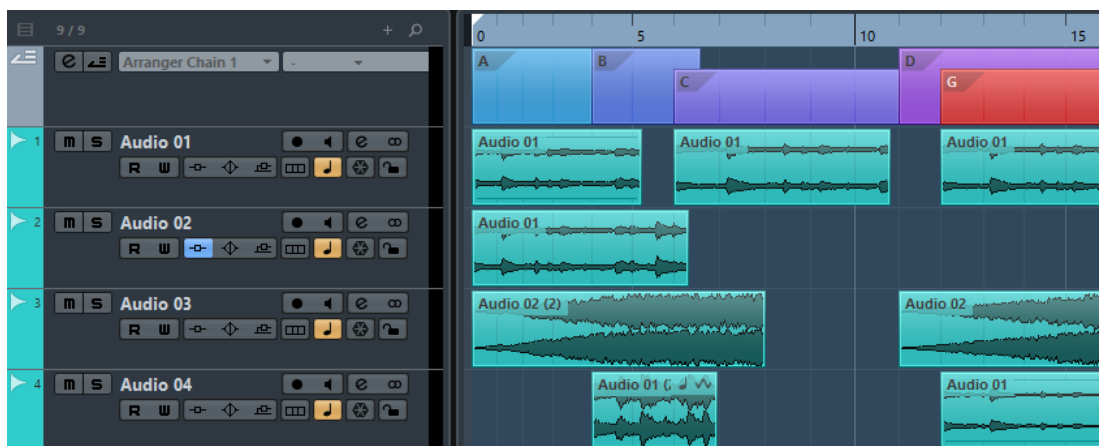 9 / 9 +
0 5 10 15
e Arranger Chain 1 -
A B D
C G
1 m S Audio 01 e
R W
2 m S Audio 02 e
R W
3 m S Audio 03 e
R W
4 m S Audio 04 e
R W
Audio 01 Audio 01 Audio 01
Audio 01
Audio 02 (2) Audio 02
Audio 01 (2 Audio 01